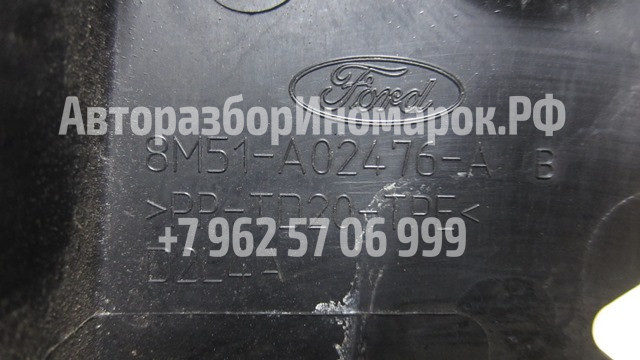 Ford
АвторазборИномарок.РФ
8M51-A02476-A B
>PP-TD20-TPE<
+7 962 57 06 999